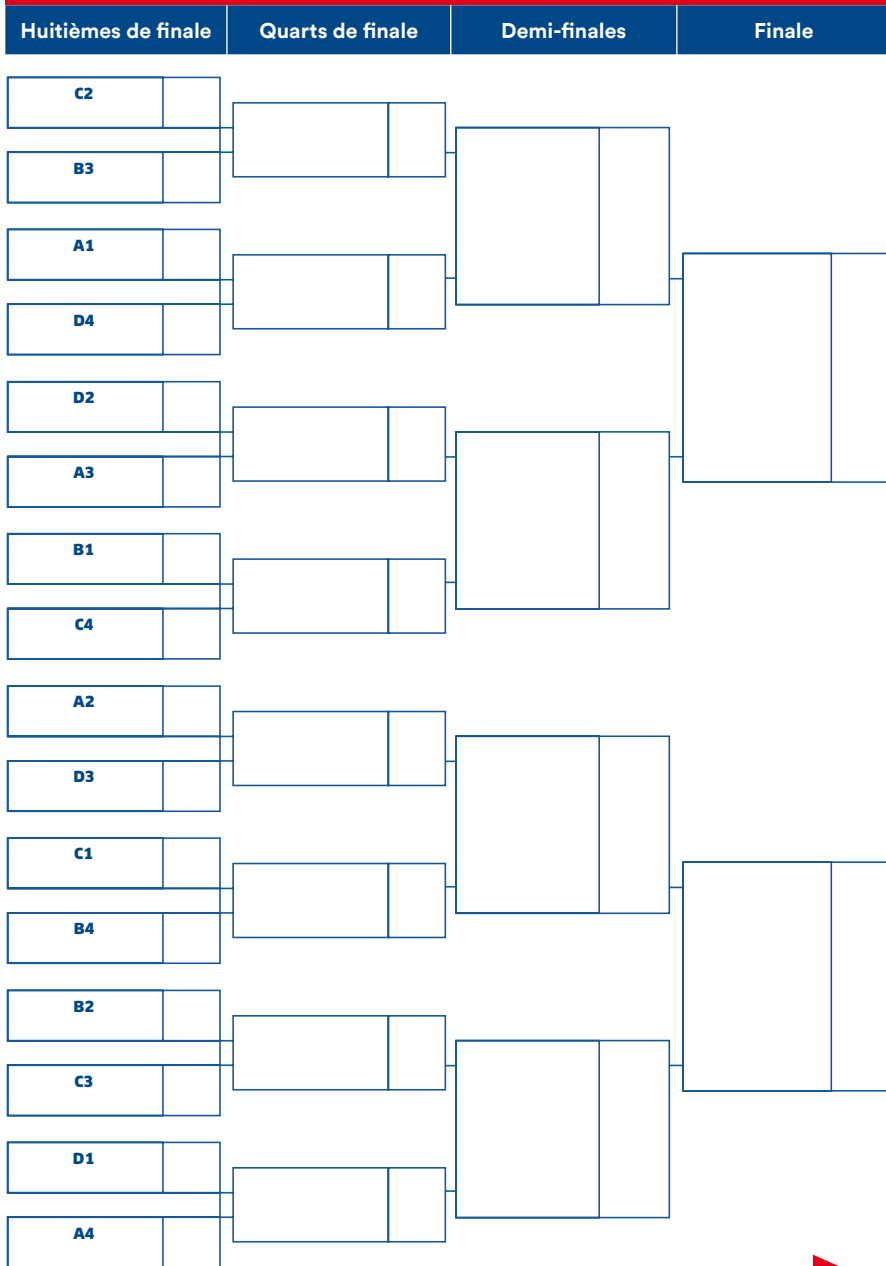 Huitièmes de finale Quarts de finale Demi-finales Finale
C2
B3
A1
D4
D2
A3
B1
C4
A2
D3
C1
B4
B2
C3
D1
A4